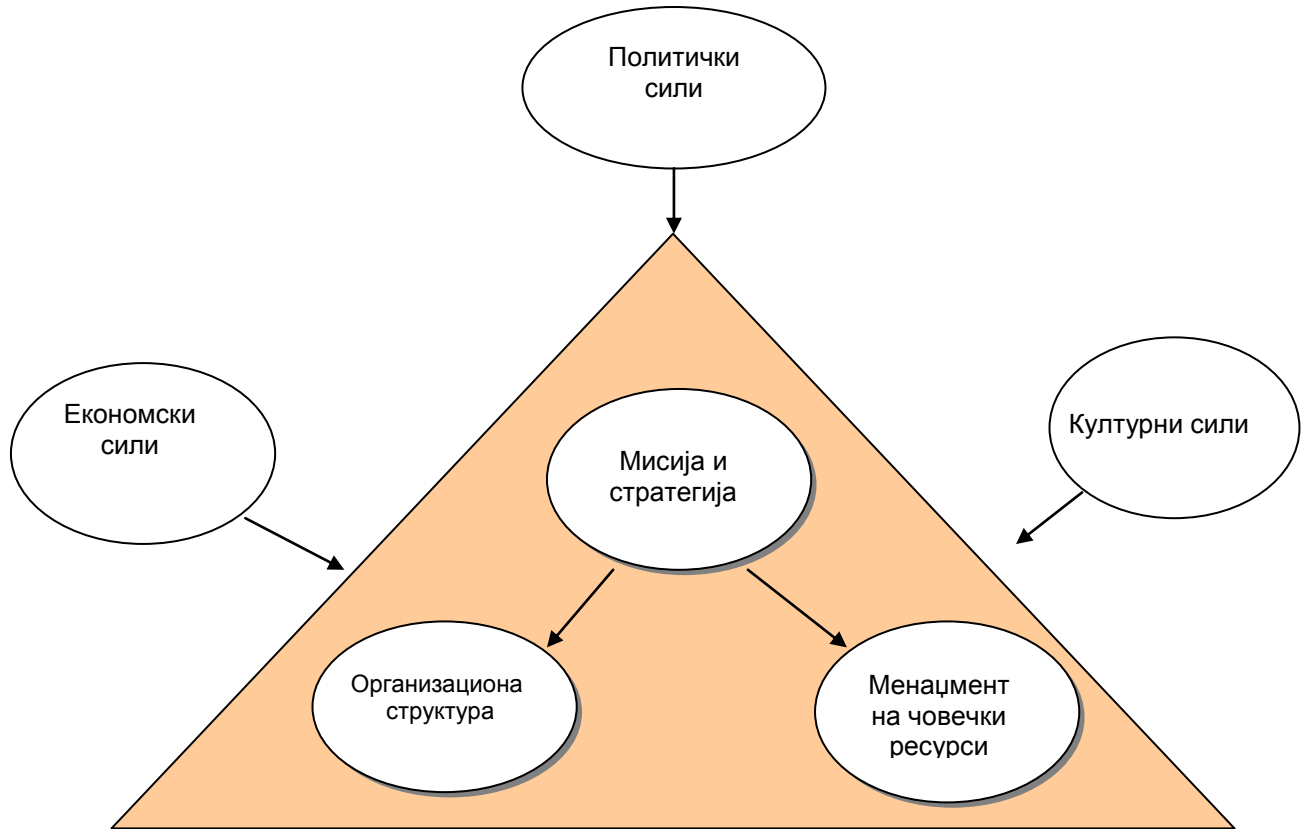 Политички
сили
Економски
сили
Културни сили
Мисија и
стратегија
Организациона
структура
Менаџмент
на човечки
ресурси